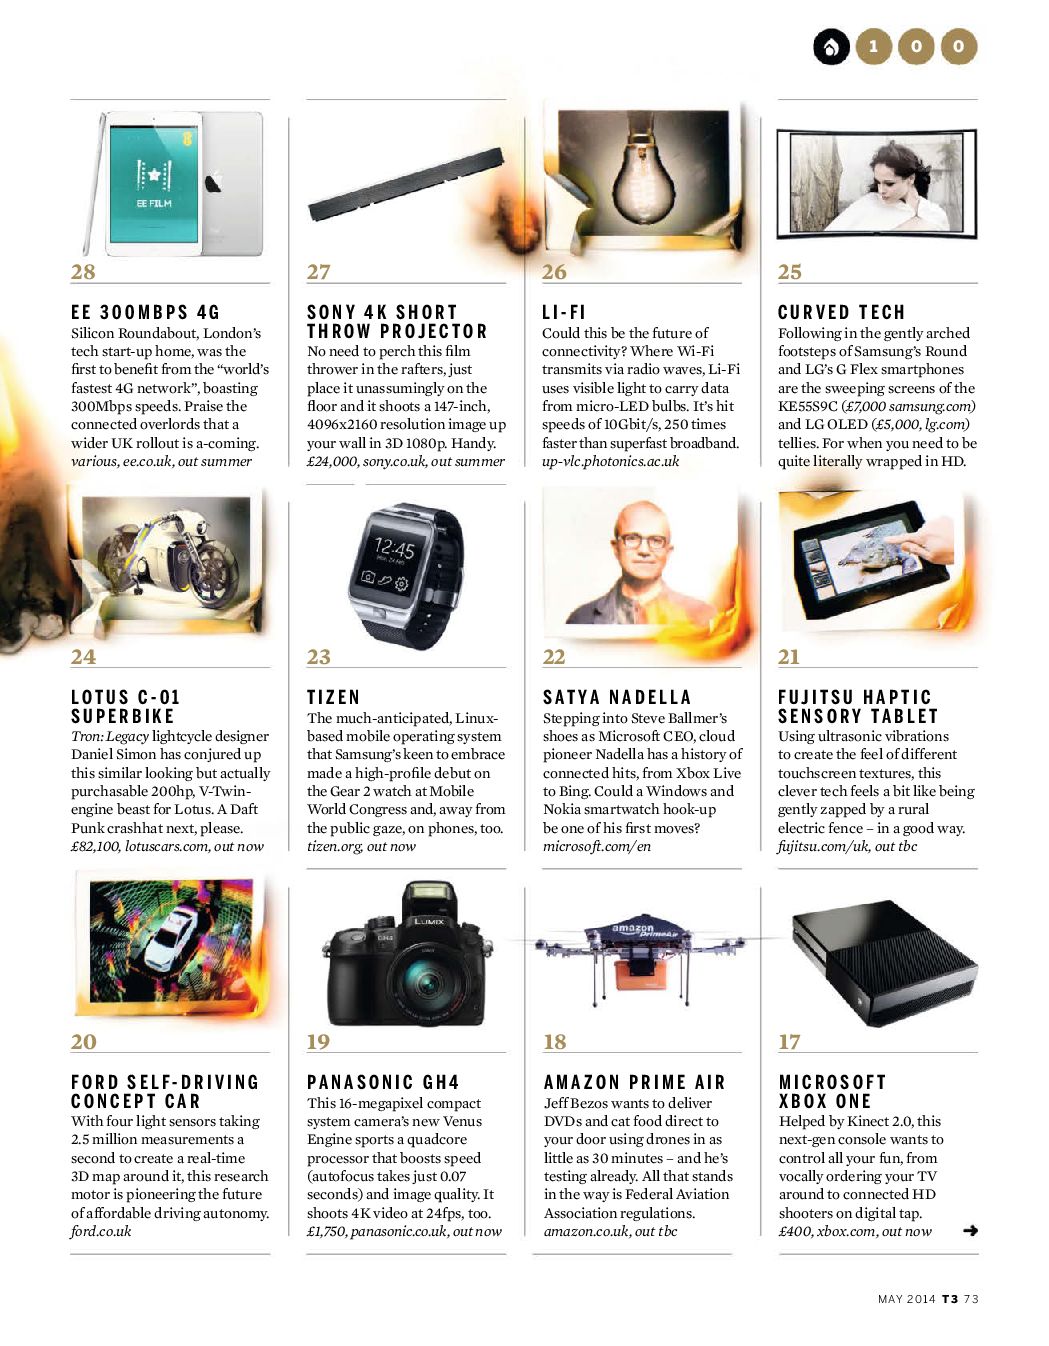 1 0 0
EE FILM
28
EE 300MBPS 4G
Silicon Roundabout, London’s
tech start-up home, was the
first to benefit from the “world’s
fastest 4G network”, boasting
300Mbps speeds. Praise the
connected overlords that a
wider UK rollout is a-coming.
various, ee.co.uk, out summer
27
SONY 4K SHORT
THROW PROJECTOR
No need to perch this film
thrower in the rafters, just
place it unassumingly on the
floor and it shoots a 147-inch,
4096x2160 resolution image up
your wall in 3D 1080p. Handy.
£24,000, sony.co.uk, out summer
26
LI-FI
Could this be the future of
connectivity? Where Wi-Fi
transmits via radio waves, Li-Fi
uses visible light to carry data
from micro-LED bulbs. It’s hit
speeds of 10Gbit/s, 250 times
faster than superfast broadband.
up-vlc.photonics.ac.uk
25
CURVED TECH
Following in the gently arched
footsteps of Samsung’s Round
and LG’s G Flex smartphones
are the sweeping screens of the
KE55S9C (£7,000 samsung.com)
and LG OLED (£5,000, lg.com)
tellies. For when you need to be
quite literally wrapped in HD.
24
LOTUS C-01
SUPERBIKE
Tron: Legacy lightcycle designer
Daniel Simon has conjured up
this similar looking but actually
purchasable 200hp, V-Twin-
engine beast for Lotus. A Daft
Punk crashhat next, please.
£82,100, lotuscars.com, out now
12:45
23
TIZEN
The much-anticipated, Linux-
based mobile operating system
that Samsung’s keen to embrace
made a high-profile debut on
the Gear 2 watch at Mobile
World Congress and, away from
the public gaze, on phones, too.
tizen.org, out now
22
SATYA NADELLA
Stepping into Steve Ballmer’s
shoes as Microsoft CEO, cloud
pioneer Nadella has a history of
connected hits, from Xbox Live
to Bing. Could a Windows and
Nokia smartwatch hook-up
be one of his first moves?
microsoft.com/en
21
FUJITSU HAPTIC
SENSORY TABLET
Using ultrasonic vibrations
to create the feel of different
touchscreen textures, this
clever tech feels a bit like being
gently zapped by a rural
electric fence – in a good way.
fujitsu.com/uk, out tbc
20
FORD SELF-DRIVING
CONCEPT CAR
With four light sensors taking
2.5 million measurements a
second to create a real-time
3D map around it, this research
motor is pioneering the future
of affordable driving autonomy.
ford.co.uk
LUMIX
GH4
19
PANASONIC GH4
This 16-megapixel compact
system camera’s new Venus
Engine sports a quadcore
processor that boosts speed
(autofocus takes just 0.07
seconds) and image quality. It
shoots 4K video at 24fps, too.
£1,750, panasonic.co.uk, out now
amazon
PrimeAir
18
AMAZON PRIME AIR
Jeff Bezos wants to deliver
DVDs and cat food direct to
your door using drones in as
little as 30 minutes – and he’s
testing already. All that stands
in the way is Federal Aviation
Association regulations.
amazon.co.uk, out tbc
17
MICROSOFT
XBOX ONE
Helped by Kinect 2.0, this
next-gen console wants to
control all your fun, from
vocally ordering your TV
around to connected HD
shooters on digital tap.
£400, xbox.com, out now
MAY 2014 T3 73